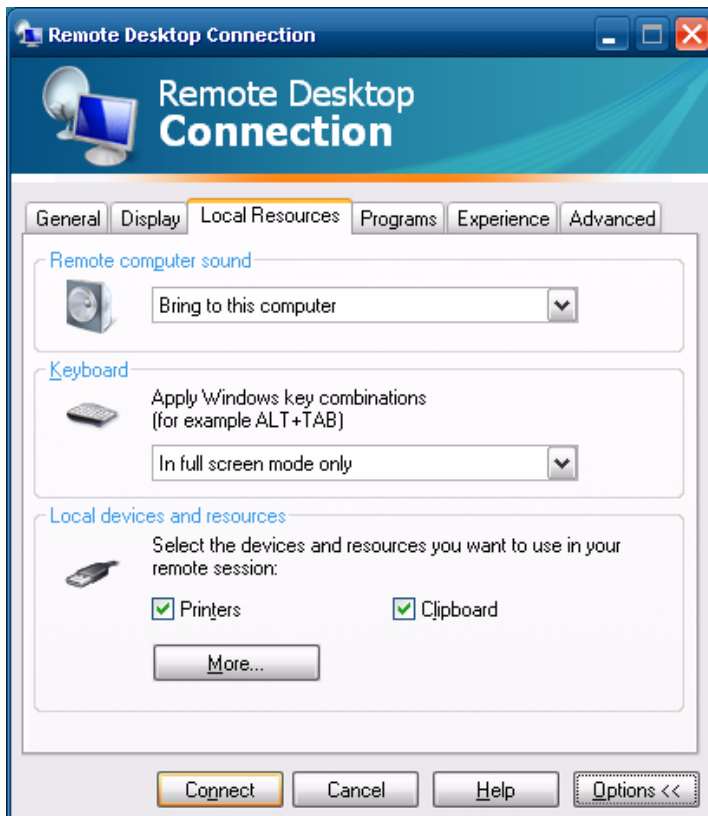 Remote Desktop Connection
Remote Desktop
Connection
General Display Local Resources Programs Experience Advanced
Remote computer sound
Bring to this computer
Keyboard
Apply Windows key combinations
(for example ALT+TAB)
In full screen mode only
Local devices and resources
Select the devices and resources you want to use in your
remote session:
Printers Clipboard
More...
Connect Cancel Help Options <<